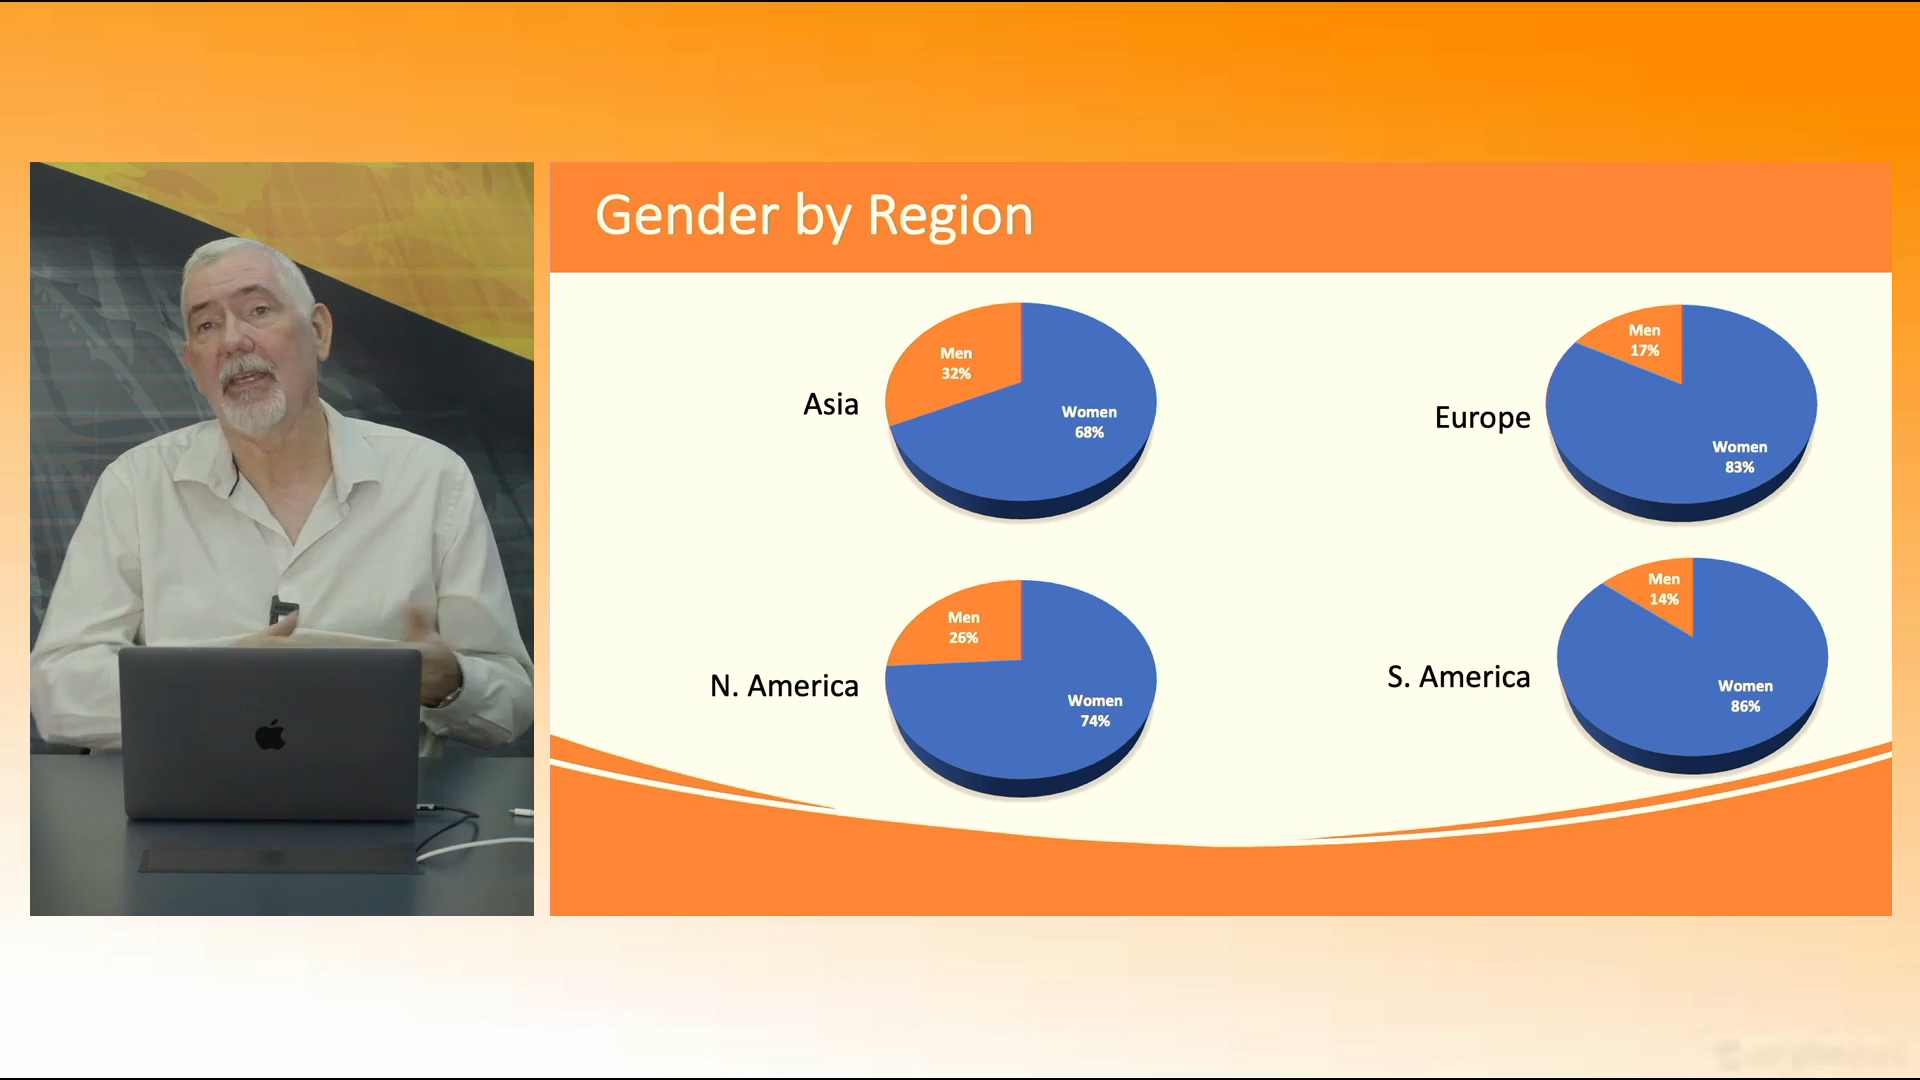 Gender by Region
Asia
Men
32%
Women
68%
Europe
Men
17%
Women
83%
N. America
Men
26%
Women
74%
S. America
Men
14%
Women
86%